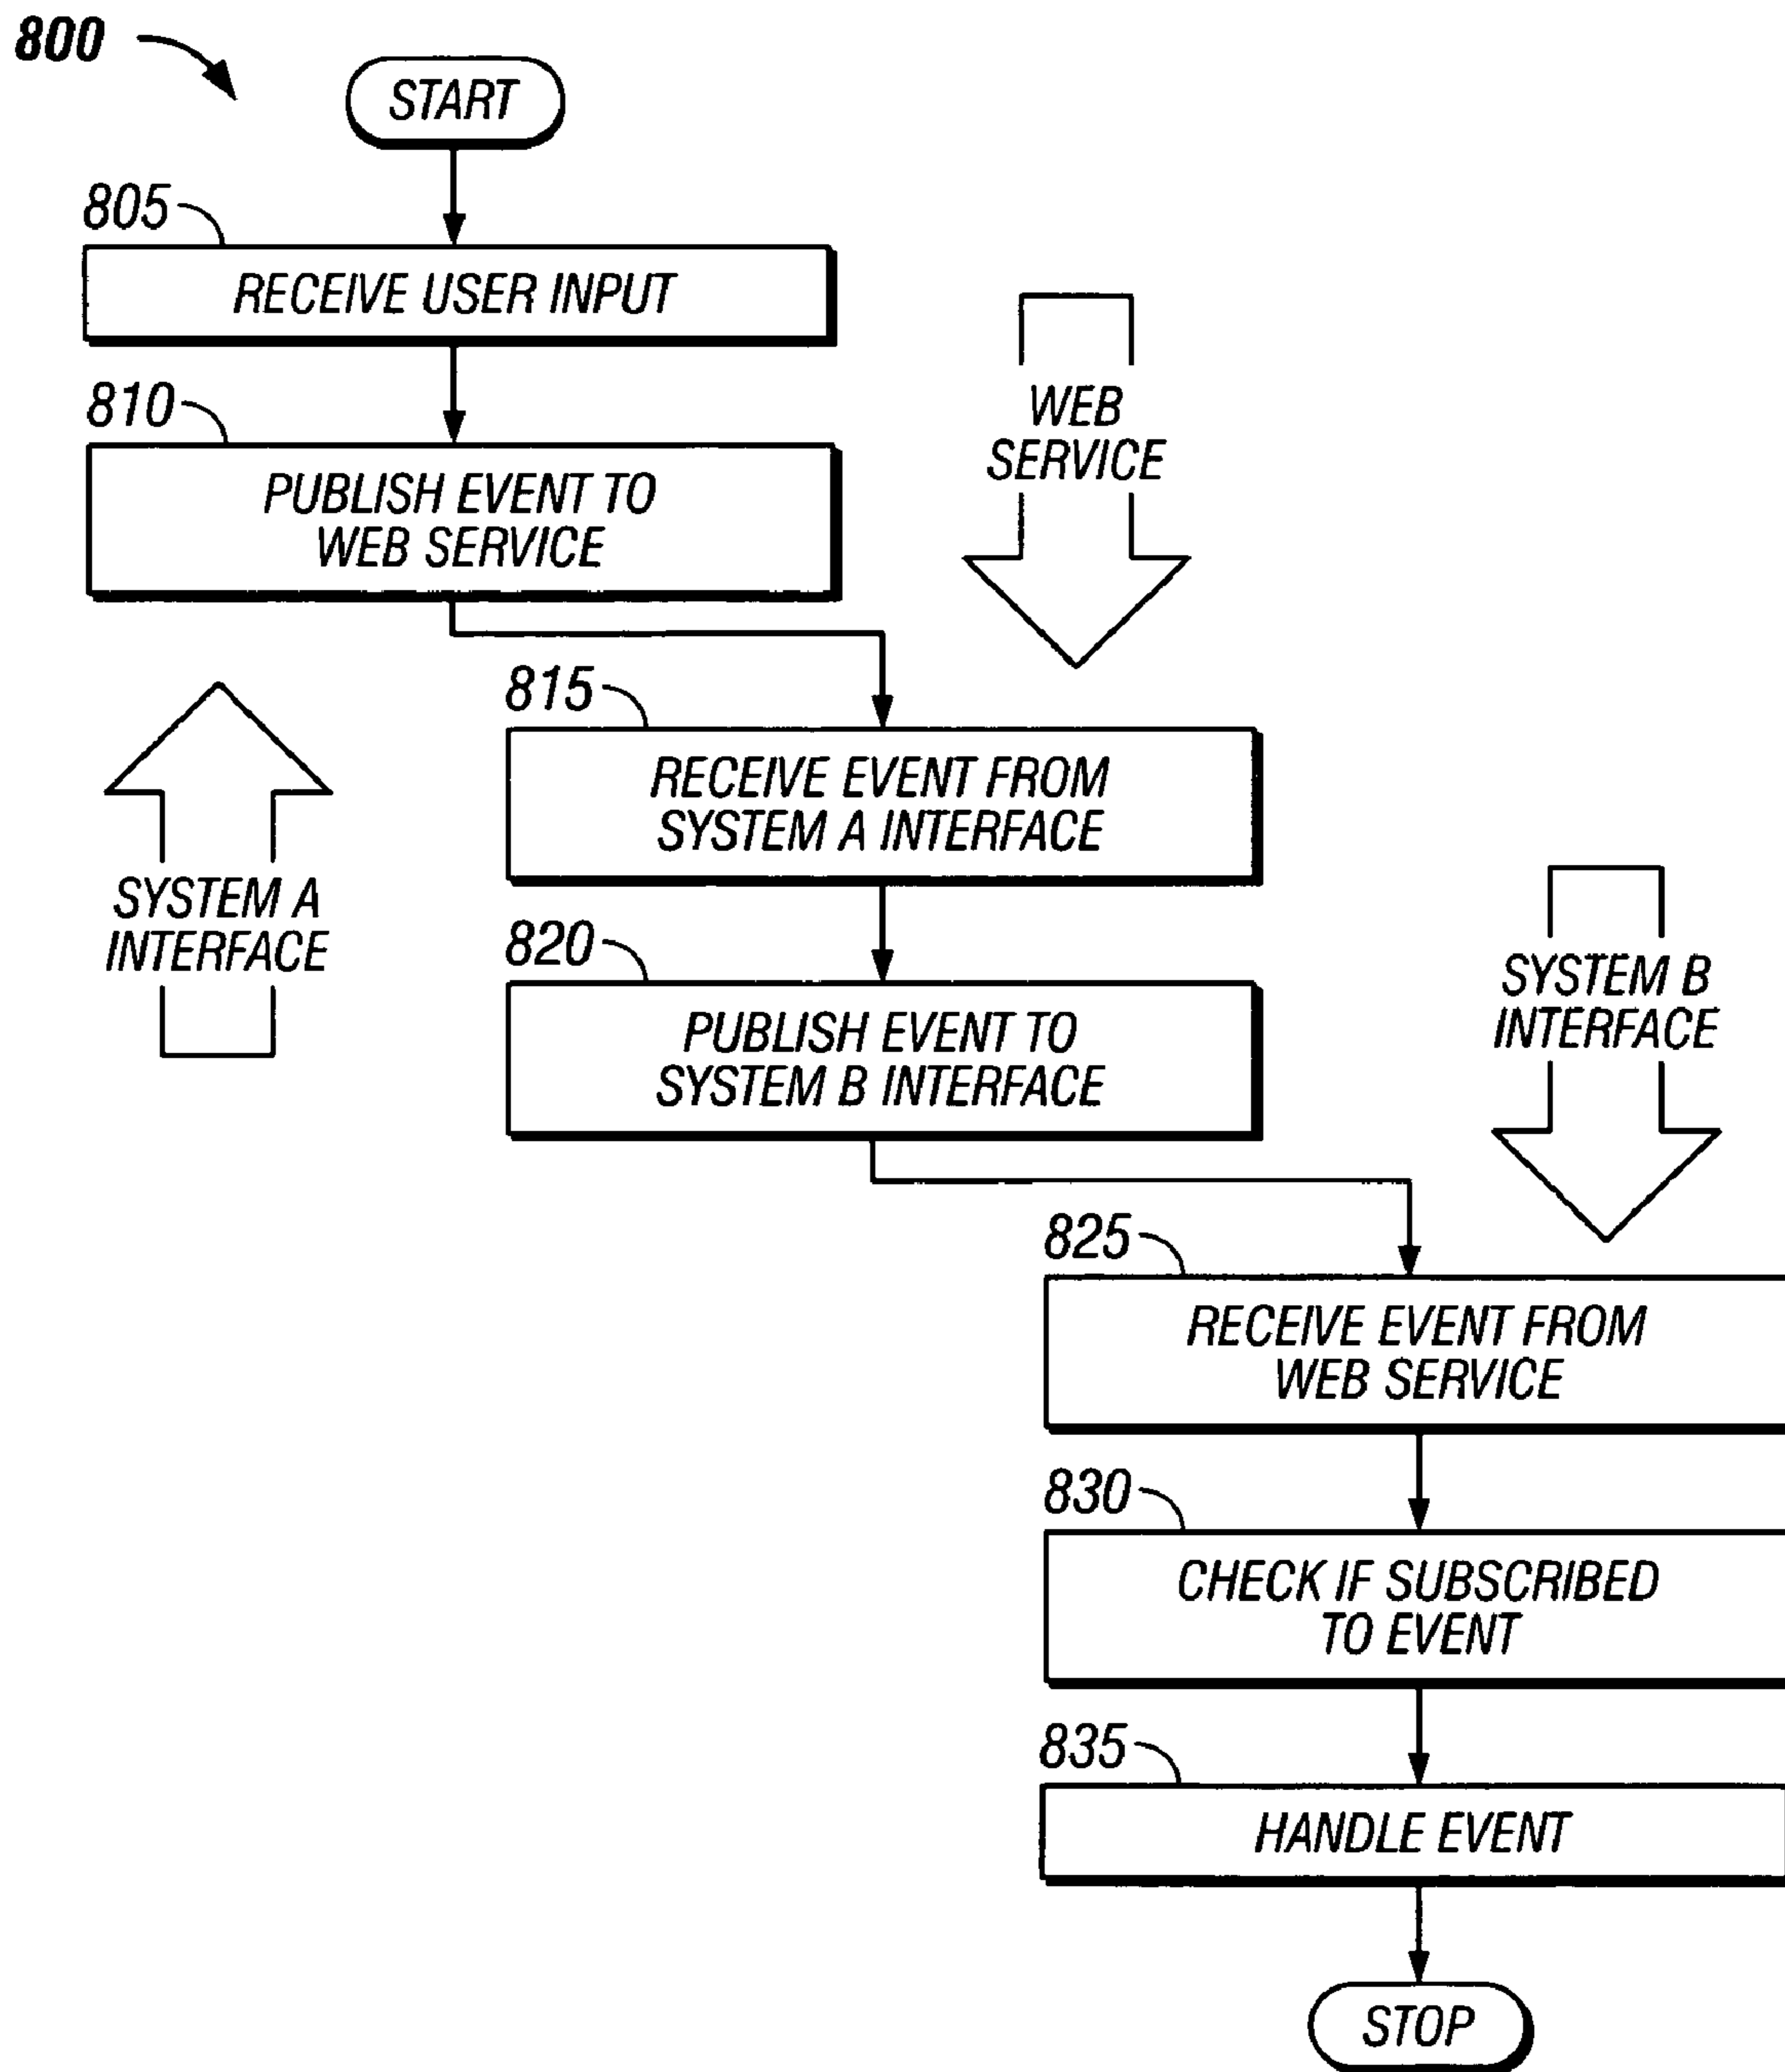 800
START
805
RECEIVE USER INPUT
810
PUBLISH EVENT TO
WEB SERVICE
WEB
SERVICE
815
RECEIVE EVENT FROM
SYSTEM A INTERFACE
SYSTEM A
INTERFACE
820
PUBLISH EVENT TO
SYSTEM B INTERFACE
SYSTEM B
INTERFACE
825
RECEIVE EVENT FROM
WEB SERVICE
830
CHECK IF SUBSCRIBED
TO EVENT
835
HANDLE EVENT
STOP